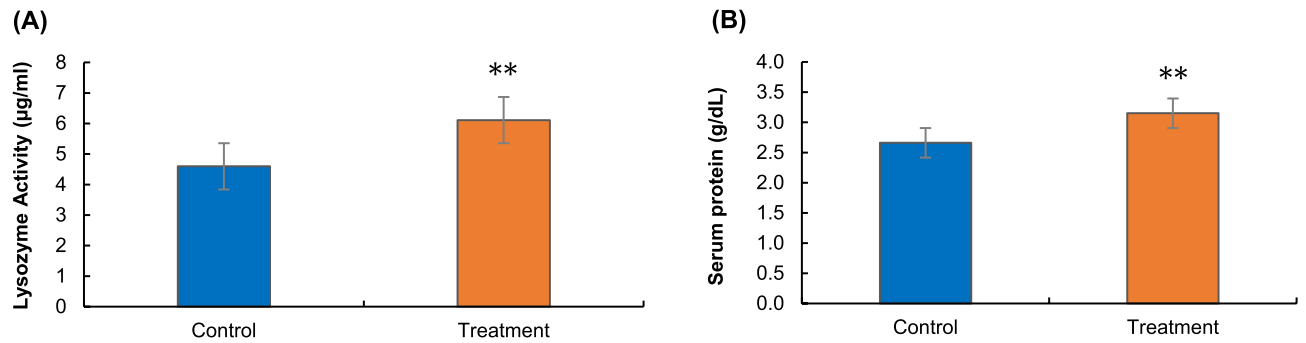 (A)
Lysozyme Activity (μg/ml)
8
7
6
5
4
3
2
1
0
**
Control
Treatment
(B)
Serum protein (g/dL)
4.0
3.5
3.0
2.5
2.0
1.5
1.0
0.5
0.0
**
Control
Treatment